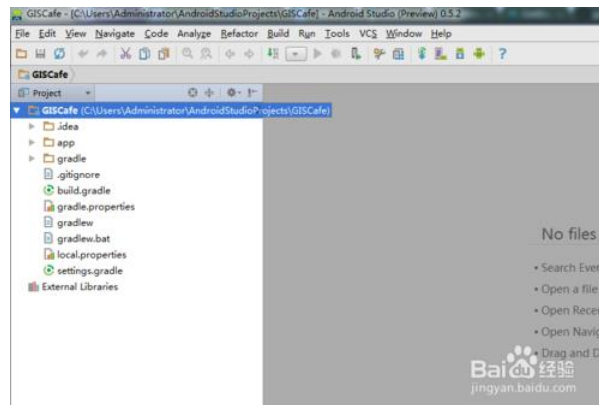 GISCafe - [C:\Users\Administrator\AndroidStudioProjects\GISCafe] - Android Studio (Preview) 0.5.2
File Edit View Navigate Code Analyze Refactor Build Run Tools VCS Window Help
GISCafe
Project
GISCafe (C:\Users\Administrator\AndroidStudioProjects\GISCafe)
.idea
app
gradle
.gitignore
build.gradle
gradle.properties
gradlew
No files
gradlew.bat
local.properties
• Search Ever
settings.gradle
External Libraries
• Open a file
• Open Recen
• Open Navig
• Drag and D
Baidu 经验
jingyan.baidu.com